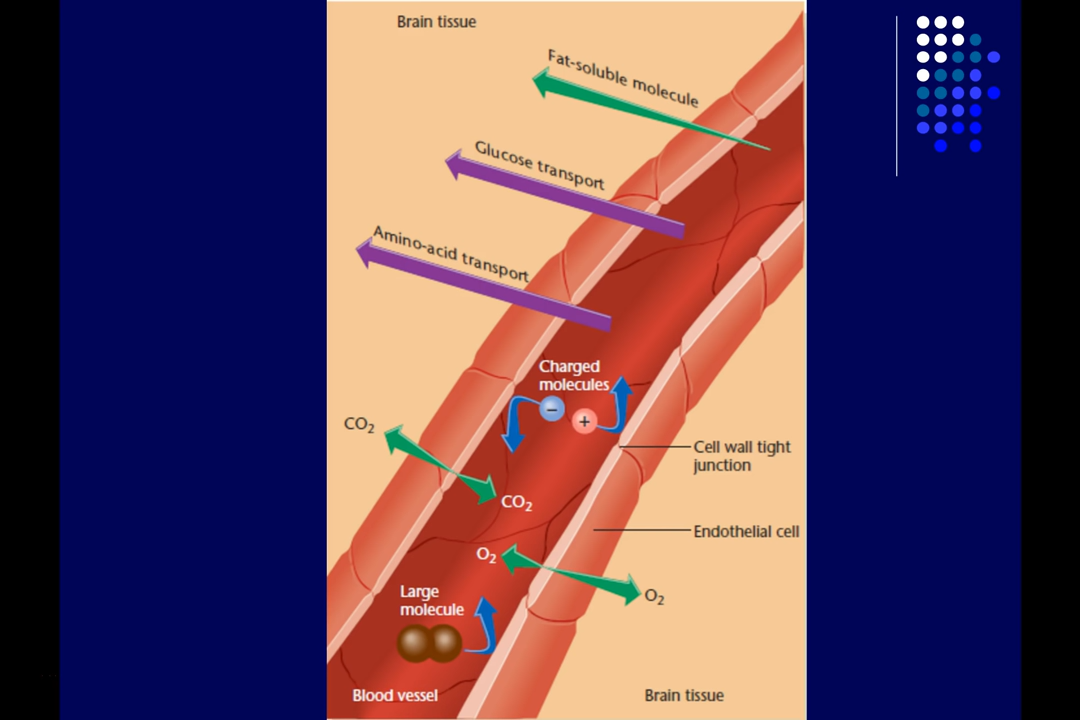 Brain tissue
Fat-soluble molecule
Glucose transport
Amino-acid transport
Charged
molecules
−
+
CO₂
Cell wall tight
junction
CO₂
Endothelial cell
O₂
O₂
Large
molecule
Blood vessel
Brain tissue